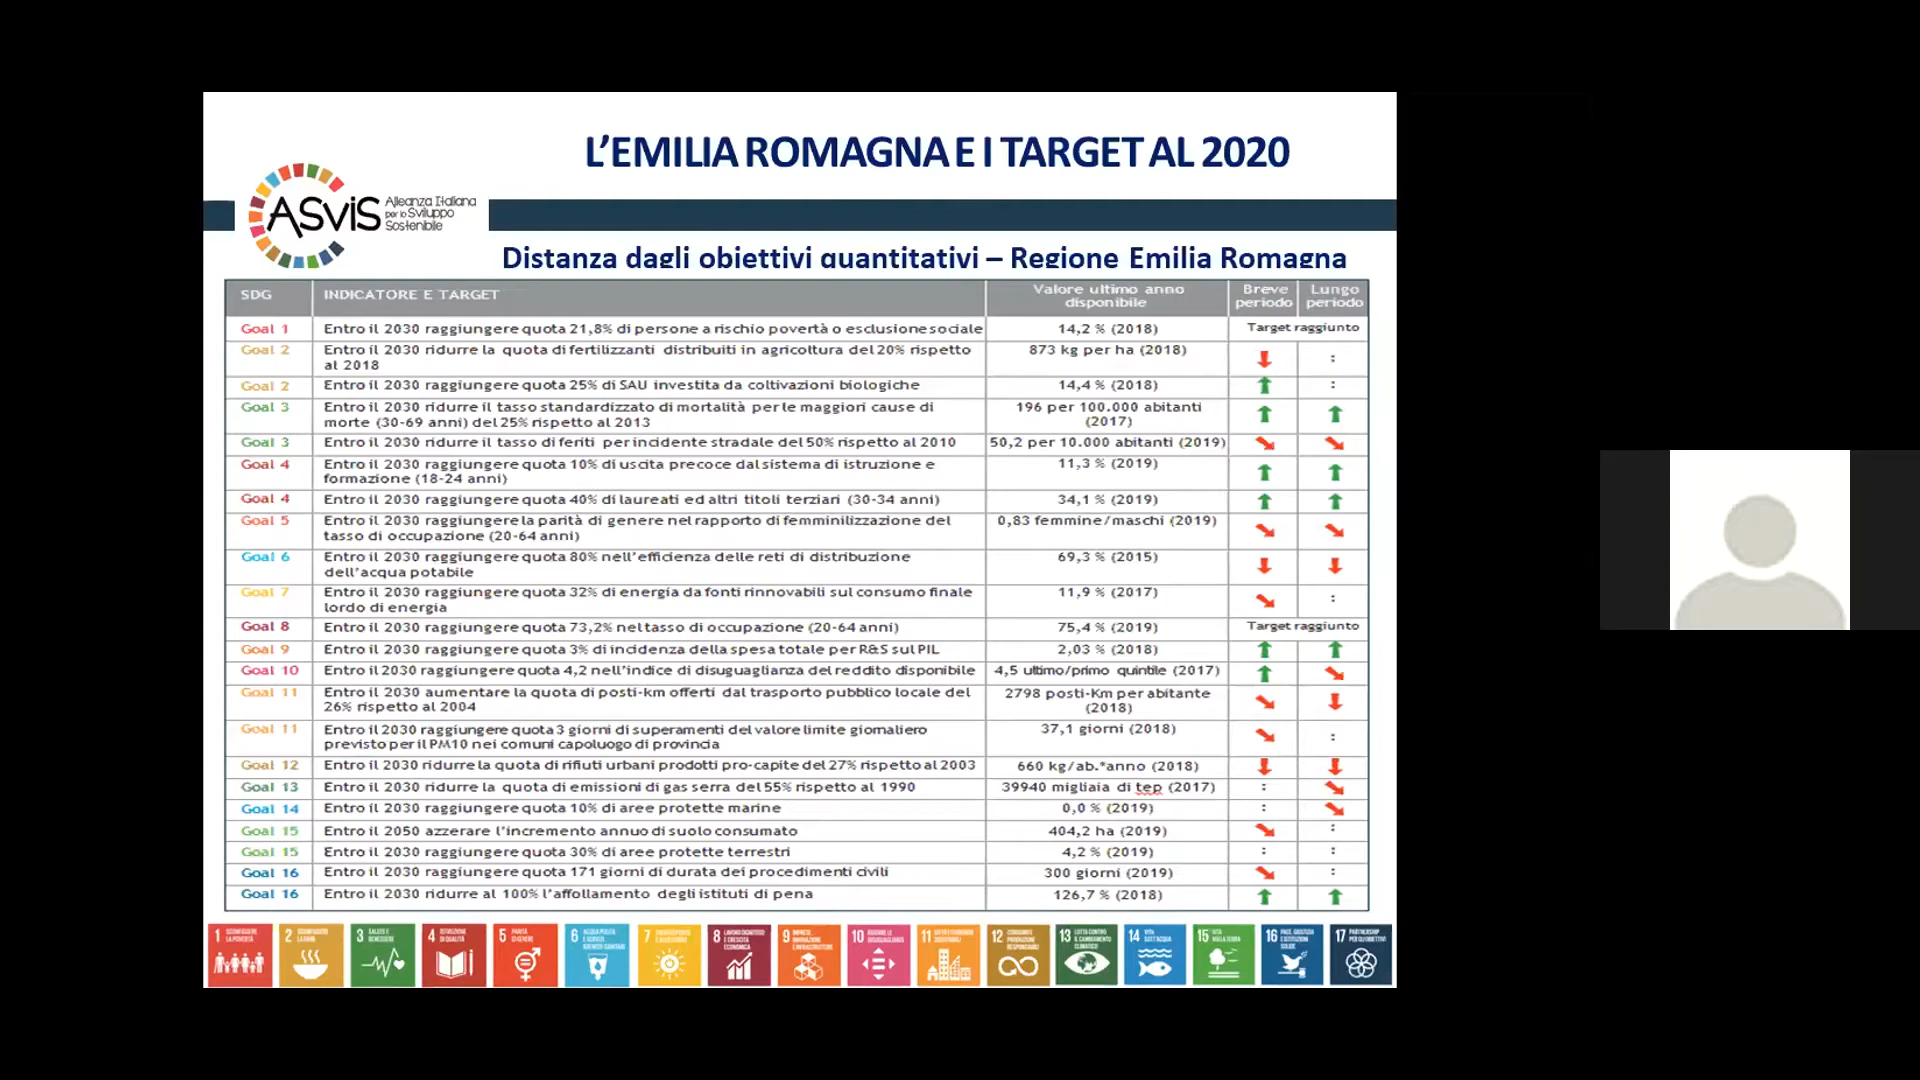 L'EMILIA ROMAGNA E I TARGET AL 2020
ASviS Alleanza Italiana
per lo Sviluppo
Sostenibile
Distanza dagli obiettivi quantitativi – Regione Emilia Romagna
SDG INDICATORE E TARGET Valore ultimo anno disponibile Breve periodo Lungo periodo
Goal 1 Entro il 2030 raggiungere quota 21,8% di persone a rischio povertà o esclusione sociale 14,2 % (2018) Target raggiunto
Goal 2 Entro il 2030 ridurre la quota di fertilizzanti distribuiti in agricoltura del 20% rispetto 873 kg per ha (2018) :
al 2018
Goal 2 Entro il 2030 raggiungere quota 25% di SAU investita da coltivazioni biologiche 14,4 % (2018) :
Goal 3 Entro il 2030 ridurre il tasso standardizzato di mortalità per le maggiori cause di 196 per 100.000 abitanti
morte (30-69 anni) del 25% rispetto al 2013 (2017)
Goal 3 Entro il 2030 ridurre il tasso di feriti per incidente stradale del 50% rispetto al 2010 50,2 per 10.000 abitanti (2019)
Goal 4 Entro il 2030 raggiungere quota 10% di uscita precoce dal sistema di istruzione e 11,3 % (2019)
formazione (18-24 anni)
Goal 4 Entro il 2030 raggiungere quota 40% di laureati ed altri titoli terziari (30-34 anni) 34,1 % (2019)
Goal 5 Entro il 2030 raggiungere la parità di genere nel rapporto di femminilizzazione del 0,83 femmine/maschi (2019)
tasso di occupazione (20-64 anni)
Goal 6 Entro il 2030 raggiungere quota 80% nell'efficienza delle reti di distribuzione 69,3 % (2015)
dell'acqua potabile
Goal 7 Entro il 2030 raggiungere quota 32% di energia da fonti rinnovabili sul consumo finale 11,9 % (2017) :
lordo di energia
Goal 8 Entro il 2030 raggiungere quota 73,2% nel tasso di occupazione (20-64 anni) 75,4 % (2019) Target raggiunto
Goal 9 Entro il 2030 raggiungere quota 3% di incidenza della spesa totale per R&S sul PIL 2,03 % (2018)
Goal 10 Entro il 2030 raggiungere quota 4,2 nell'indice di disuguaglianza del reddito disponibile 4,5 ultimo/primo quintile (2017)
Goal 11 Entro il 2030 aumentare la quota di posti-km offerti dal trasporto pubblico locale del 2798 posti-Km per abitante
26% rispetto al 2004 (2018)
Goal 11 Entro il 2030 raggiungere quota 3 giorni di superamenti del valore limite giornaliero 37,1 giorni (2018) :
previsto per il PM10 nei comuni capoluogo di provincia
Goal 12 Entro il 2030 ridurre la quota di rifiuti urbani prodotti pro-capite del 27% rispetto al 2003 660 kg/ab.*anno (2018)
Goal 13 Entro il 2030 ridurre la quota di emissioni di gas serra del 55% rispetto al 1990 39940 migliaia di tep (2017) :
Goal 14 Entro il 2030 raggiungere quota 10% di aree protette marine 0,0 % (2019) :
Goal 15 Entro il 2050 azzerare l'incremento annuo di suolo consumato 404,2 ha (2019) :
Goal 15 Entro il 2030 raggiungere quota 30% di aree protette terrestri 4,2 % (2019) : :
Goal 16 Entro il 2030 raggiungere quota 171 giorni di durata dei procedimenti civili 300 giorni (2019) :
Goal 16 Entro il 2030 ridurre al 100% l'affollamento degli istituti di pena 126,7 % (2018)
1 2 3 4 5 6 7 8 9 10 11 12 13 14 15 16 17